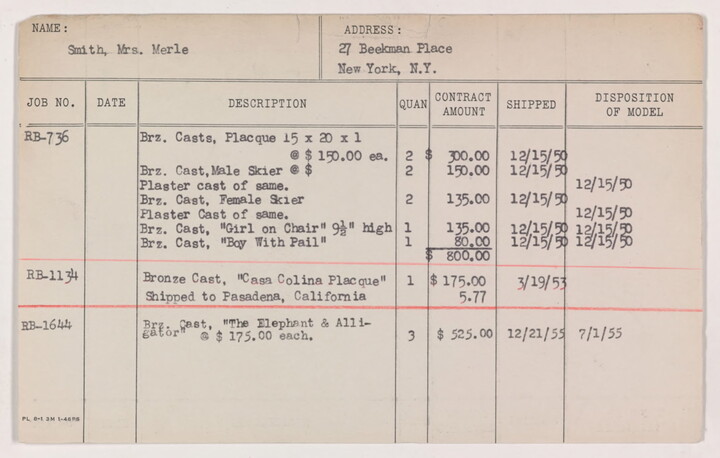 NAME:
Smith, Mrs. Merle
ADDRESS:
27 Beekman Place
New York, N.Y.
JOB NO. DATE DESCRIPTION QUAN CONTRACT AMOUNT SHIPPED DISPOSITION OF MODEL
RB-736 Brz. Casts, Placque 15 x 20 x 1
@ $ 150.00 ea. 2 $ 300.00 12/15/50
Brz. Cast,Male Skier @ $ 2 150.00 12/15/50
Plaster cast of same. 12/15/50
Brz. Cast, Female Skier 2 135.00 12/15/50
Plaster Cast of same. 12/15/50
Brz. Cast, "Girl on Chair" 9½" high 1 135.00 12/15/50 12/15/50
Brz. Cast, "Boy With Pail" 1 80.00 12/15/50 12/15/50
$ 800.00
RB-1134 Bronze Cast, "Casa Colina Placque" 1 $ 175.00 3/19/53
Shipped to Pasadena, California 5.77
RB-1644 Brz. Cast, "The Elephant & Alli-
gator" @ $ 175.00 each. 3 $ 525.00 12/21/55 7/1/55
PL 8-1 3M 1-46RB